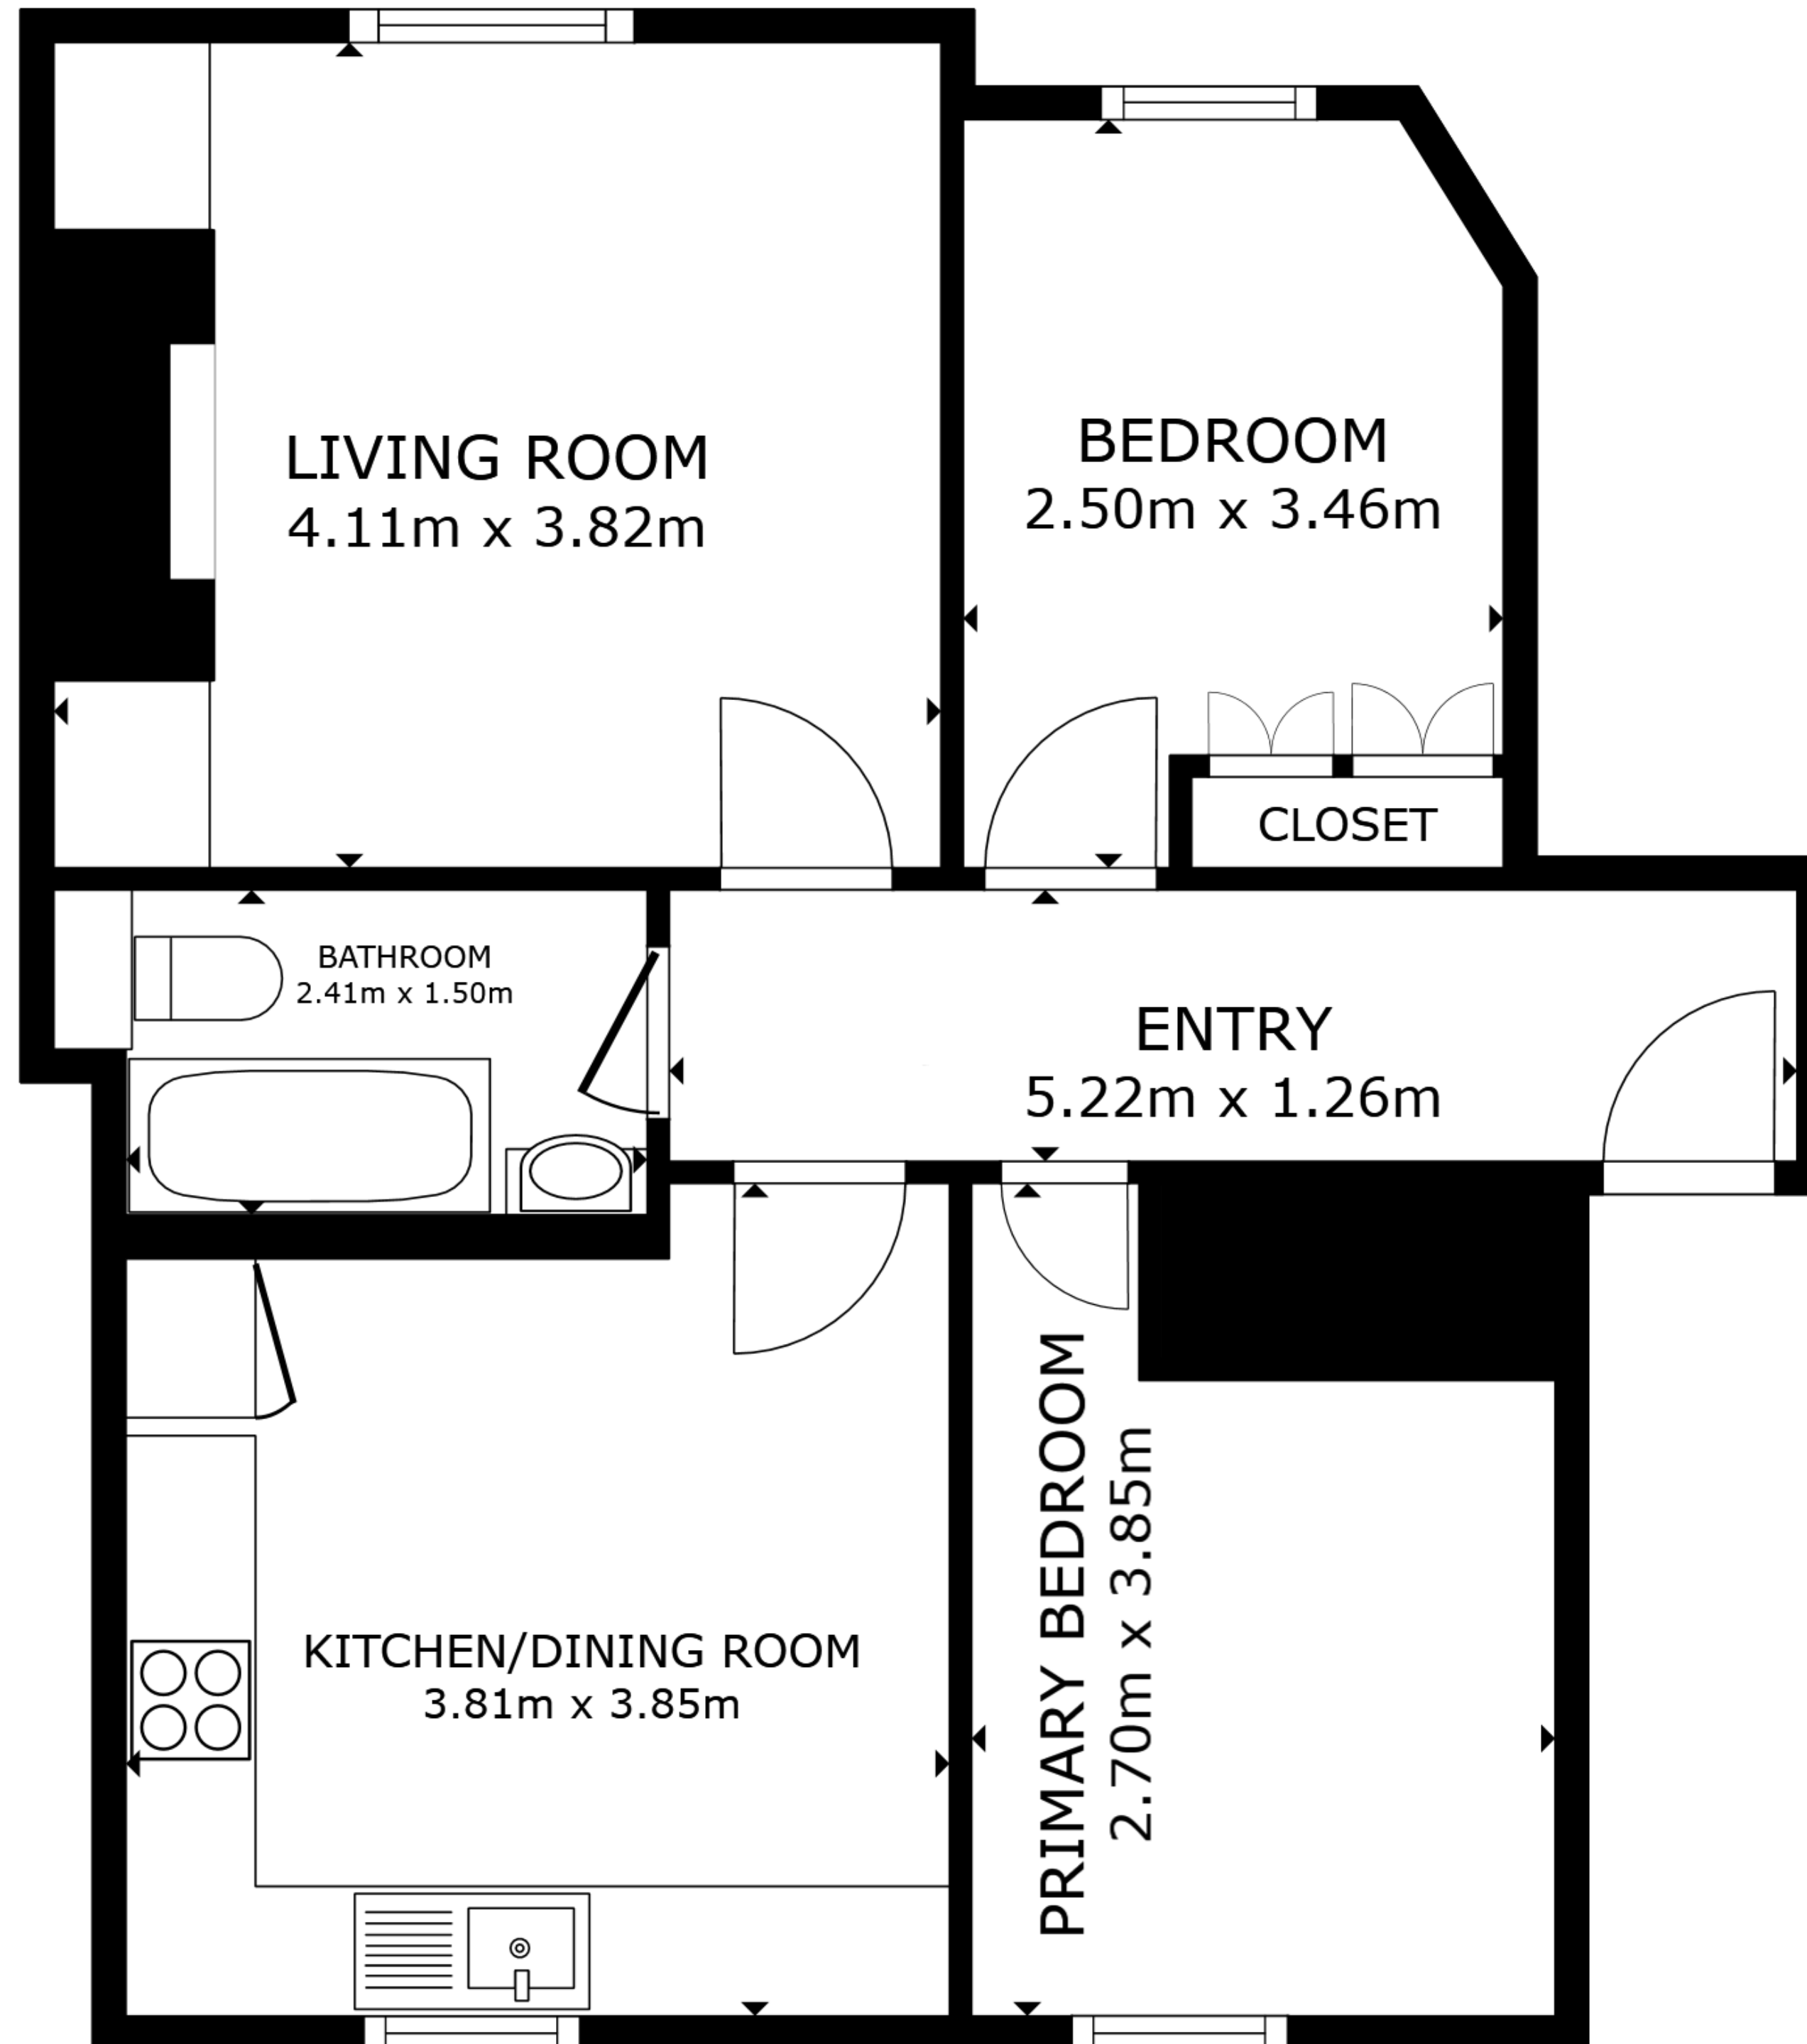 LIVING ROOM
4.11m x 3.82m
BEDROOM
2.50m x 3.46m
CLOSET
BATHROOM
2.41m x 1.50m
ENTRY
5.22m x 1.26m
KITCHEN/DINING ROOM
3.81m x 3.85m
PRIMARY BEDROOM
2.70m x 3.85m